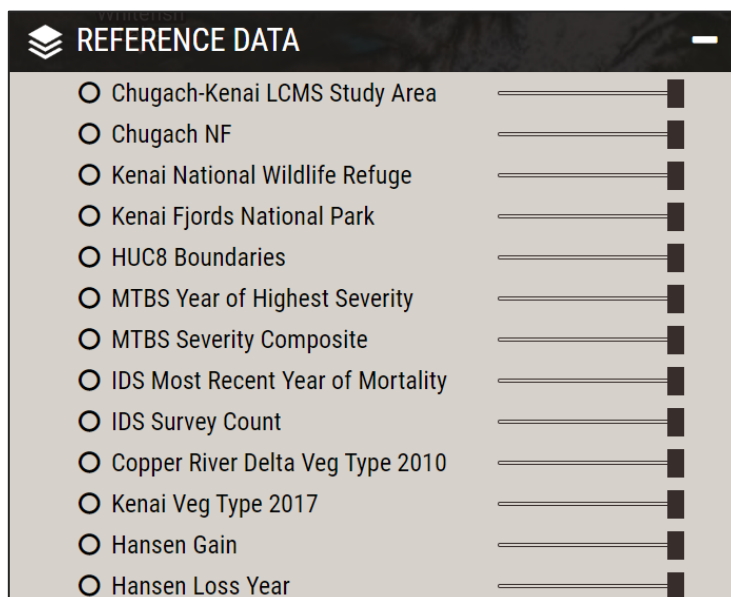 Whitefish
REFERENCE DATA
Chugach-Kenai LCMS Study Area
Chugach NF
Kenai National Wildlife Refuge
Kenai Fjords National Park
HUC8 Boundaries
MTBS Year of Highest Severity
MTBS Severity Composite
IDS Most Recent Year of Mortality
IDS Survey Count
Copper River Delta Veg Type 2010
Kenai Veg Type 2017
Hansen Gain
Hansen Loss Year